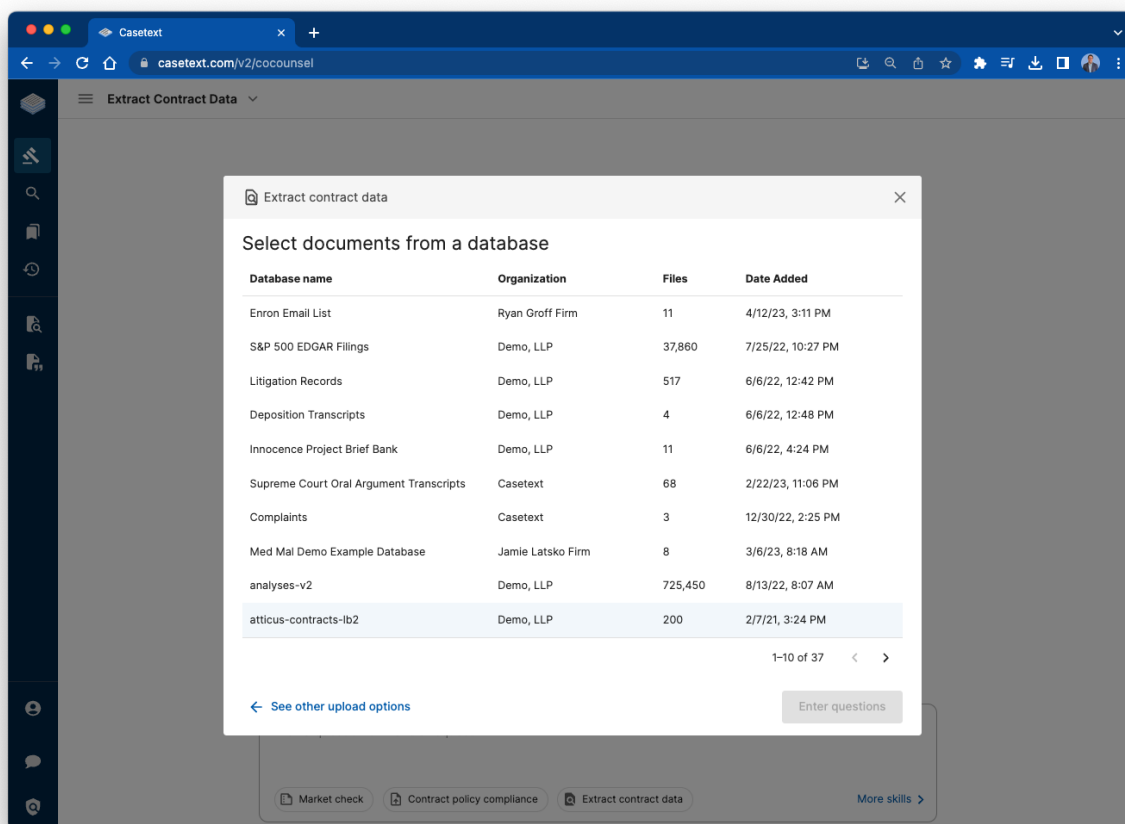 Casetext
casetext.com/v2/cocounsel
Extract Contract Data
Extract contract data
Select documents from a database
Database name Organization Files Date Added
Enron Email List Ryan Groff Firm 11 4/12/23, 3:11 PM
S&P 500 EDGAR Filings Demo, LLP 37,860 7/25/22, 10:27 PM
Litigation Records Demo, LLP 517 6/6/22, 12:42 PM
Deposition Transcripts Demo, LLP 4 6/6/22, 12:48 PM
Innocence Project Brief Bank Demo, LLP 11 6/6/22, 4:24 PM
Supreme Court Oral Argument Transcripts Casetext 68 2/22/23, 11:06 PM
Complaints Casetext 3 12/30/22, 2:25 PM
Med Mal Demo Example Database Jamie Latsko Firm 8 3/6/23, 8:18 AM
analyses-v2 Demo, LLP 725,450 8/13/22, 8:07 AM
atticus-contracts-lb2 Demo, LLP 200 2/7/21, 3:24 PM
1–10 of 37
See other upload options Enter questions
Market check Contract policy compliance Extract contract data More skills